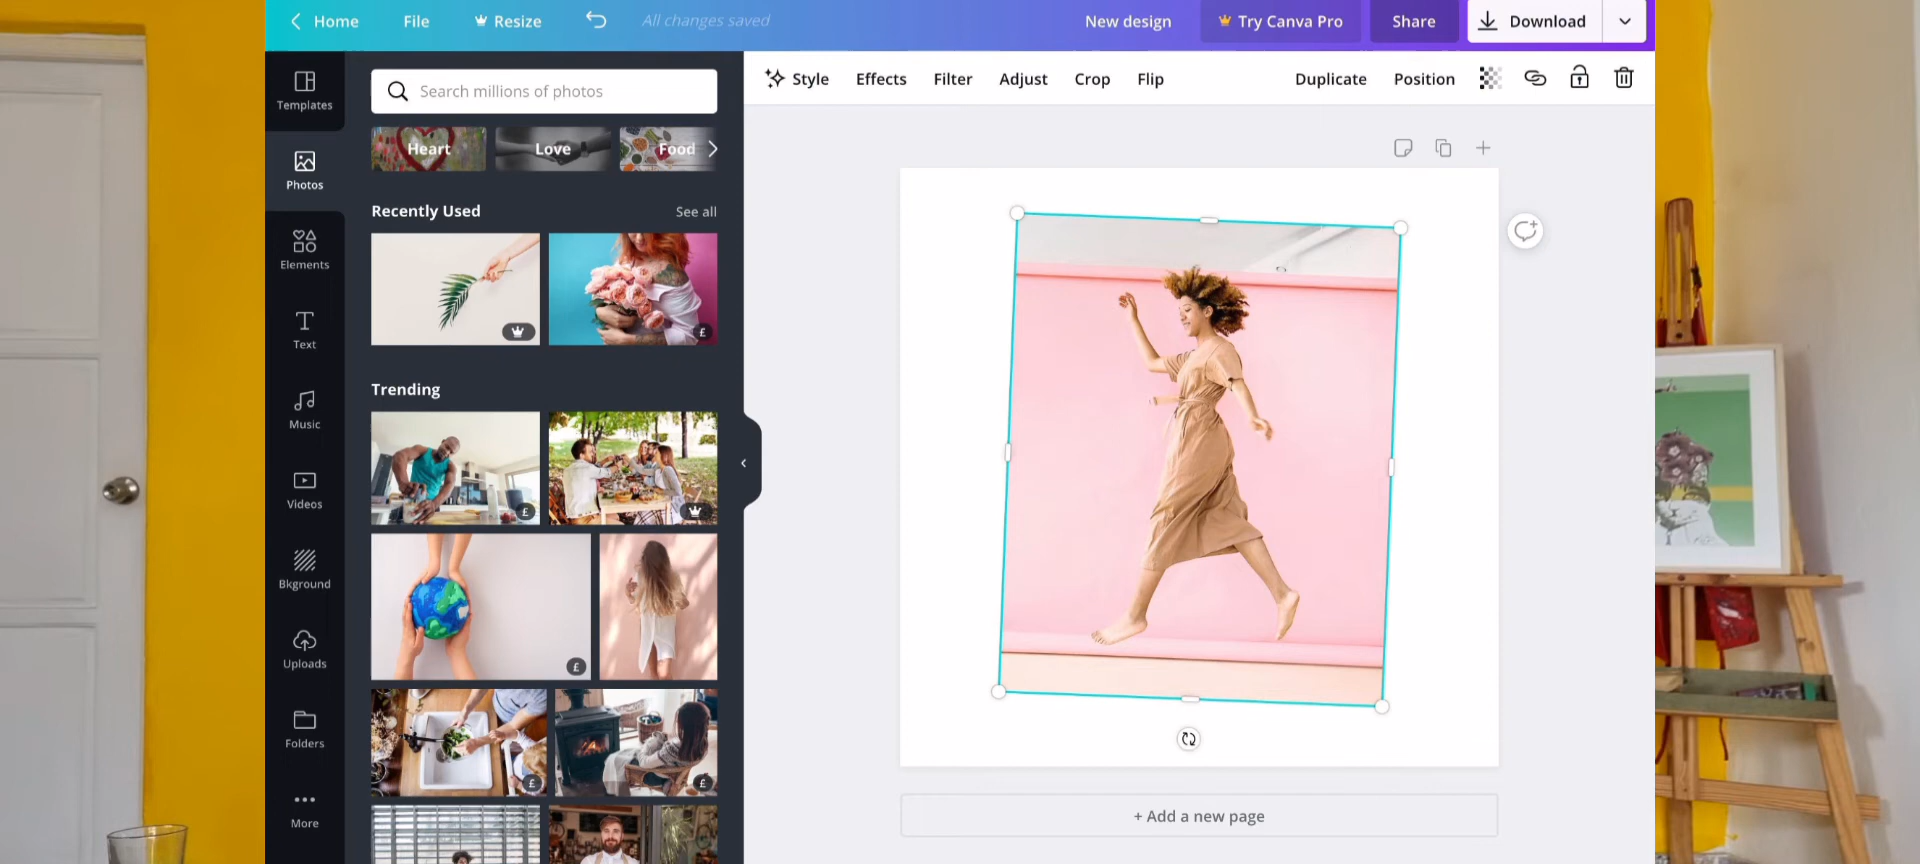 Home File Resize All changes saved New design Try Canva Pro Share Download
Templates
Photos
Elements
Text
Music
Videos
Bkground
Uploads
Folders
More
Search millions of photos
Heart Love Food
Recently Used See all
£
Trending
£
£
£ £
Style Effects Filter Adjust Crop Flip Duplicate Position
+ Add a new page